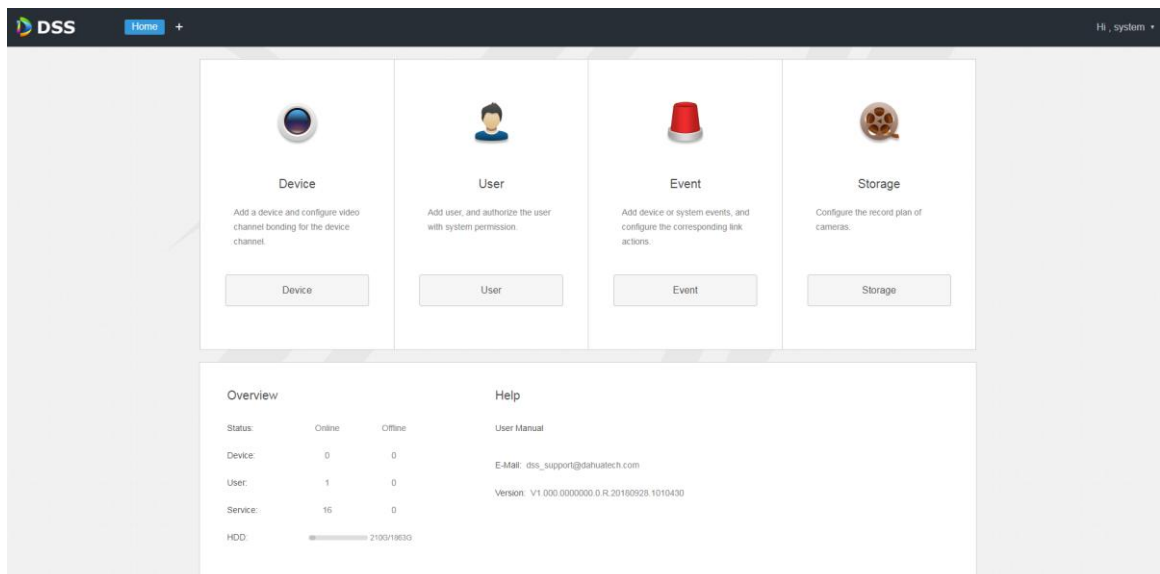 DSS Home + Hi , system
Device User Event Storage
Add a device and configure video
channel bonding for the device
channel.
Add user, and authorize the user
with system permission.
Add device or system events, and
configure the corresponding link
actions.
Configure the record plan of
cameras.
Device User Event Storage
Overview
Status: Online Offline
Device: 0 0
User: 1 0
Service: 16 0
HDD: 210G/1863G
Help
User Manual
E-Mail: dss_support@dahuatech.com
Version: V1.000.0000000.0.R.20160928.1010430